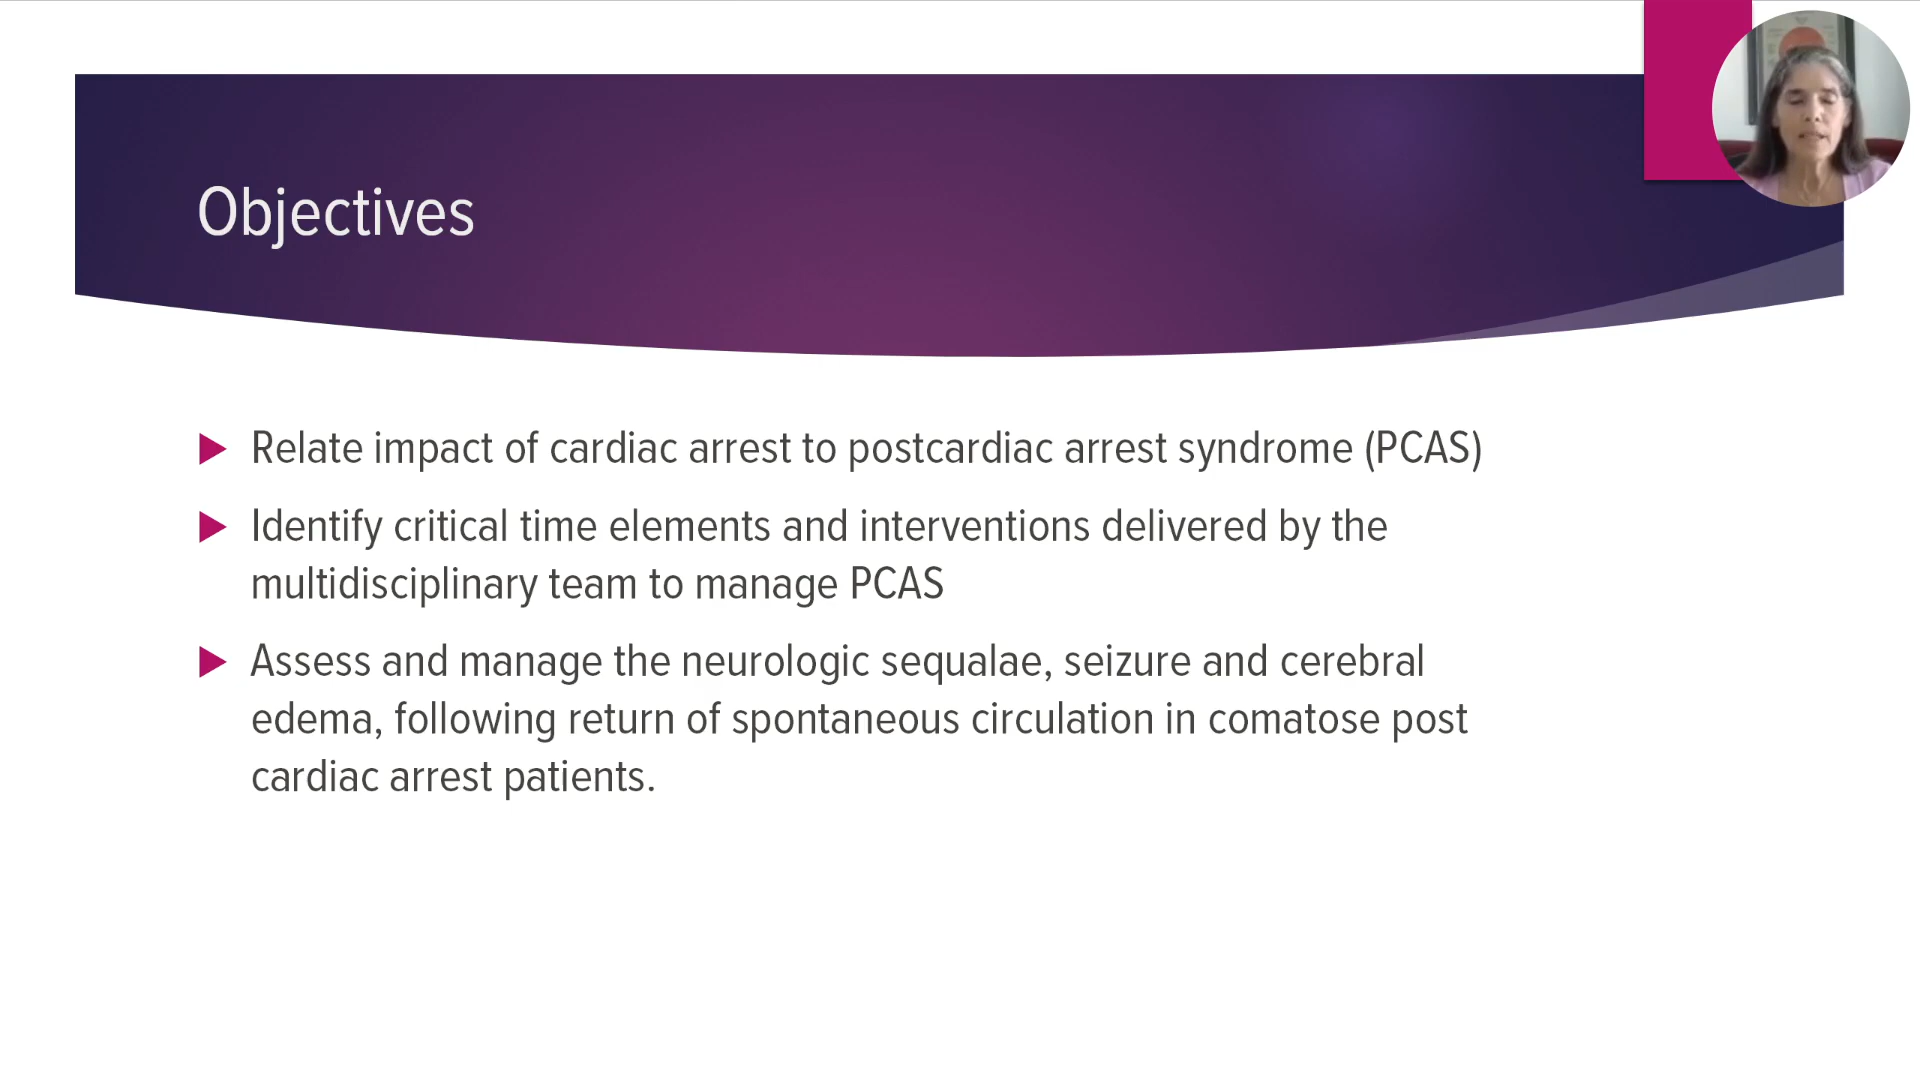 Objectives
Relate impact of cardiac arrest to postcardiac arrest syndrome (PCAS)
Identify critical time elements and interventions delivered by the
multidisciplinary team to manage PCAS
Assess and manage the neurologic sequalae, seizure and cerebral
edema, following return of spontaneous circulation in comatose post
cardiac arrest patients.